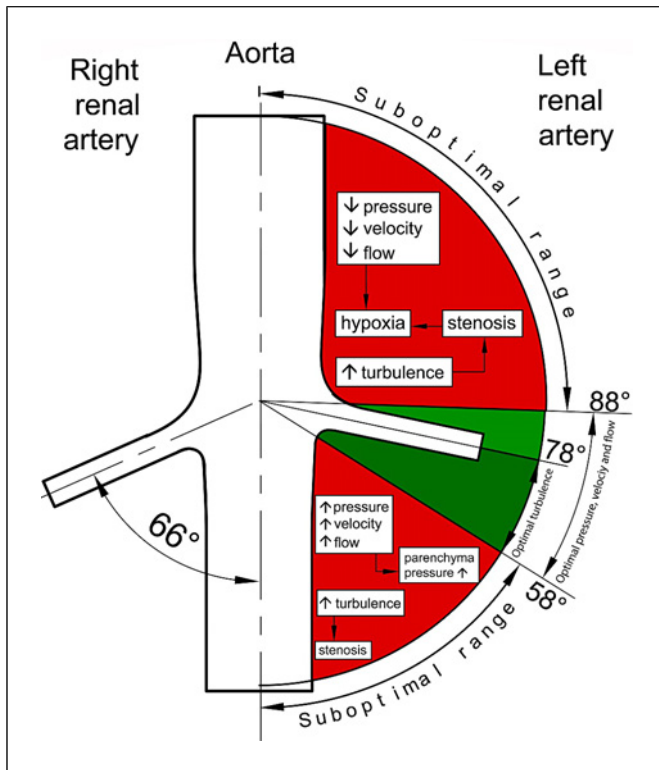 Aorta
Right
renal
artery
Left
renal
artery
Suboptimal range
↓ pressure
↓ velocity
↓ flow
hypoxia
stenosis
↑ turbulence
88°
78°
58°
Optimal turbulence
Optimal pressure, velociy and flow
66°
↑ pressure
↑ velocity
↑ flow
parenchyma
pressure ↑
↑ turbulence
stenosis
Suboptimal range